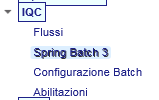 IQC
Flussi
Spring Batch 3
Configurazione Batch
Abilitazioni